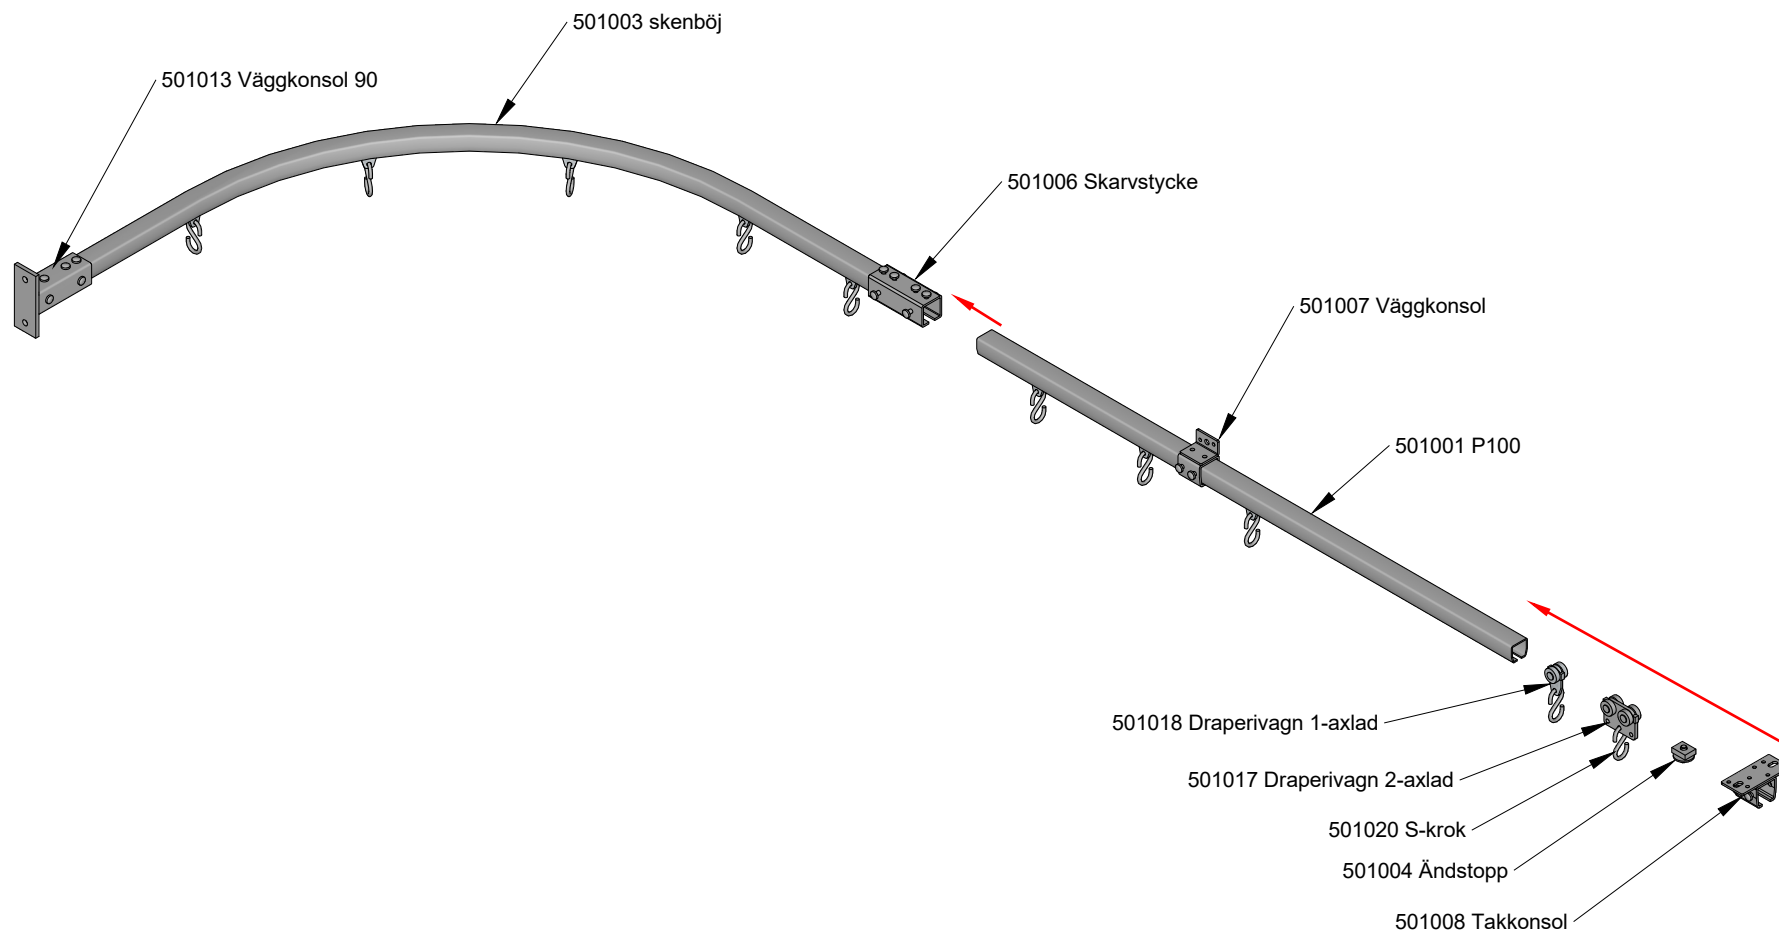 501003 skenböj
501013 Väggkonsol 90
501006 Skarvstycke
501007 Väggkonsol
501001 P100
501018 Draperivagn 1-axlad
501017 Draperivagn 2-axlad
501020 S-krok
501004 Ändstopp
501008 Takkonsol